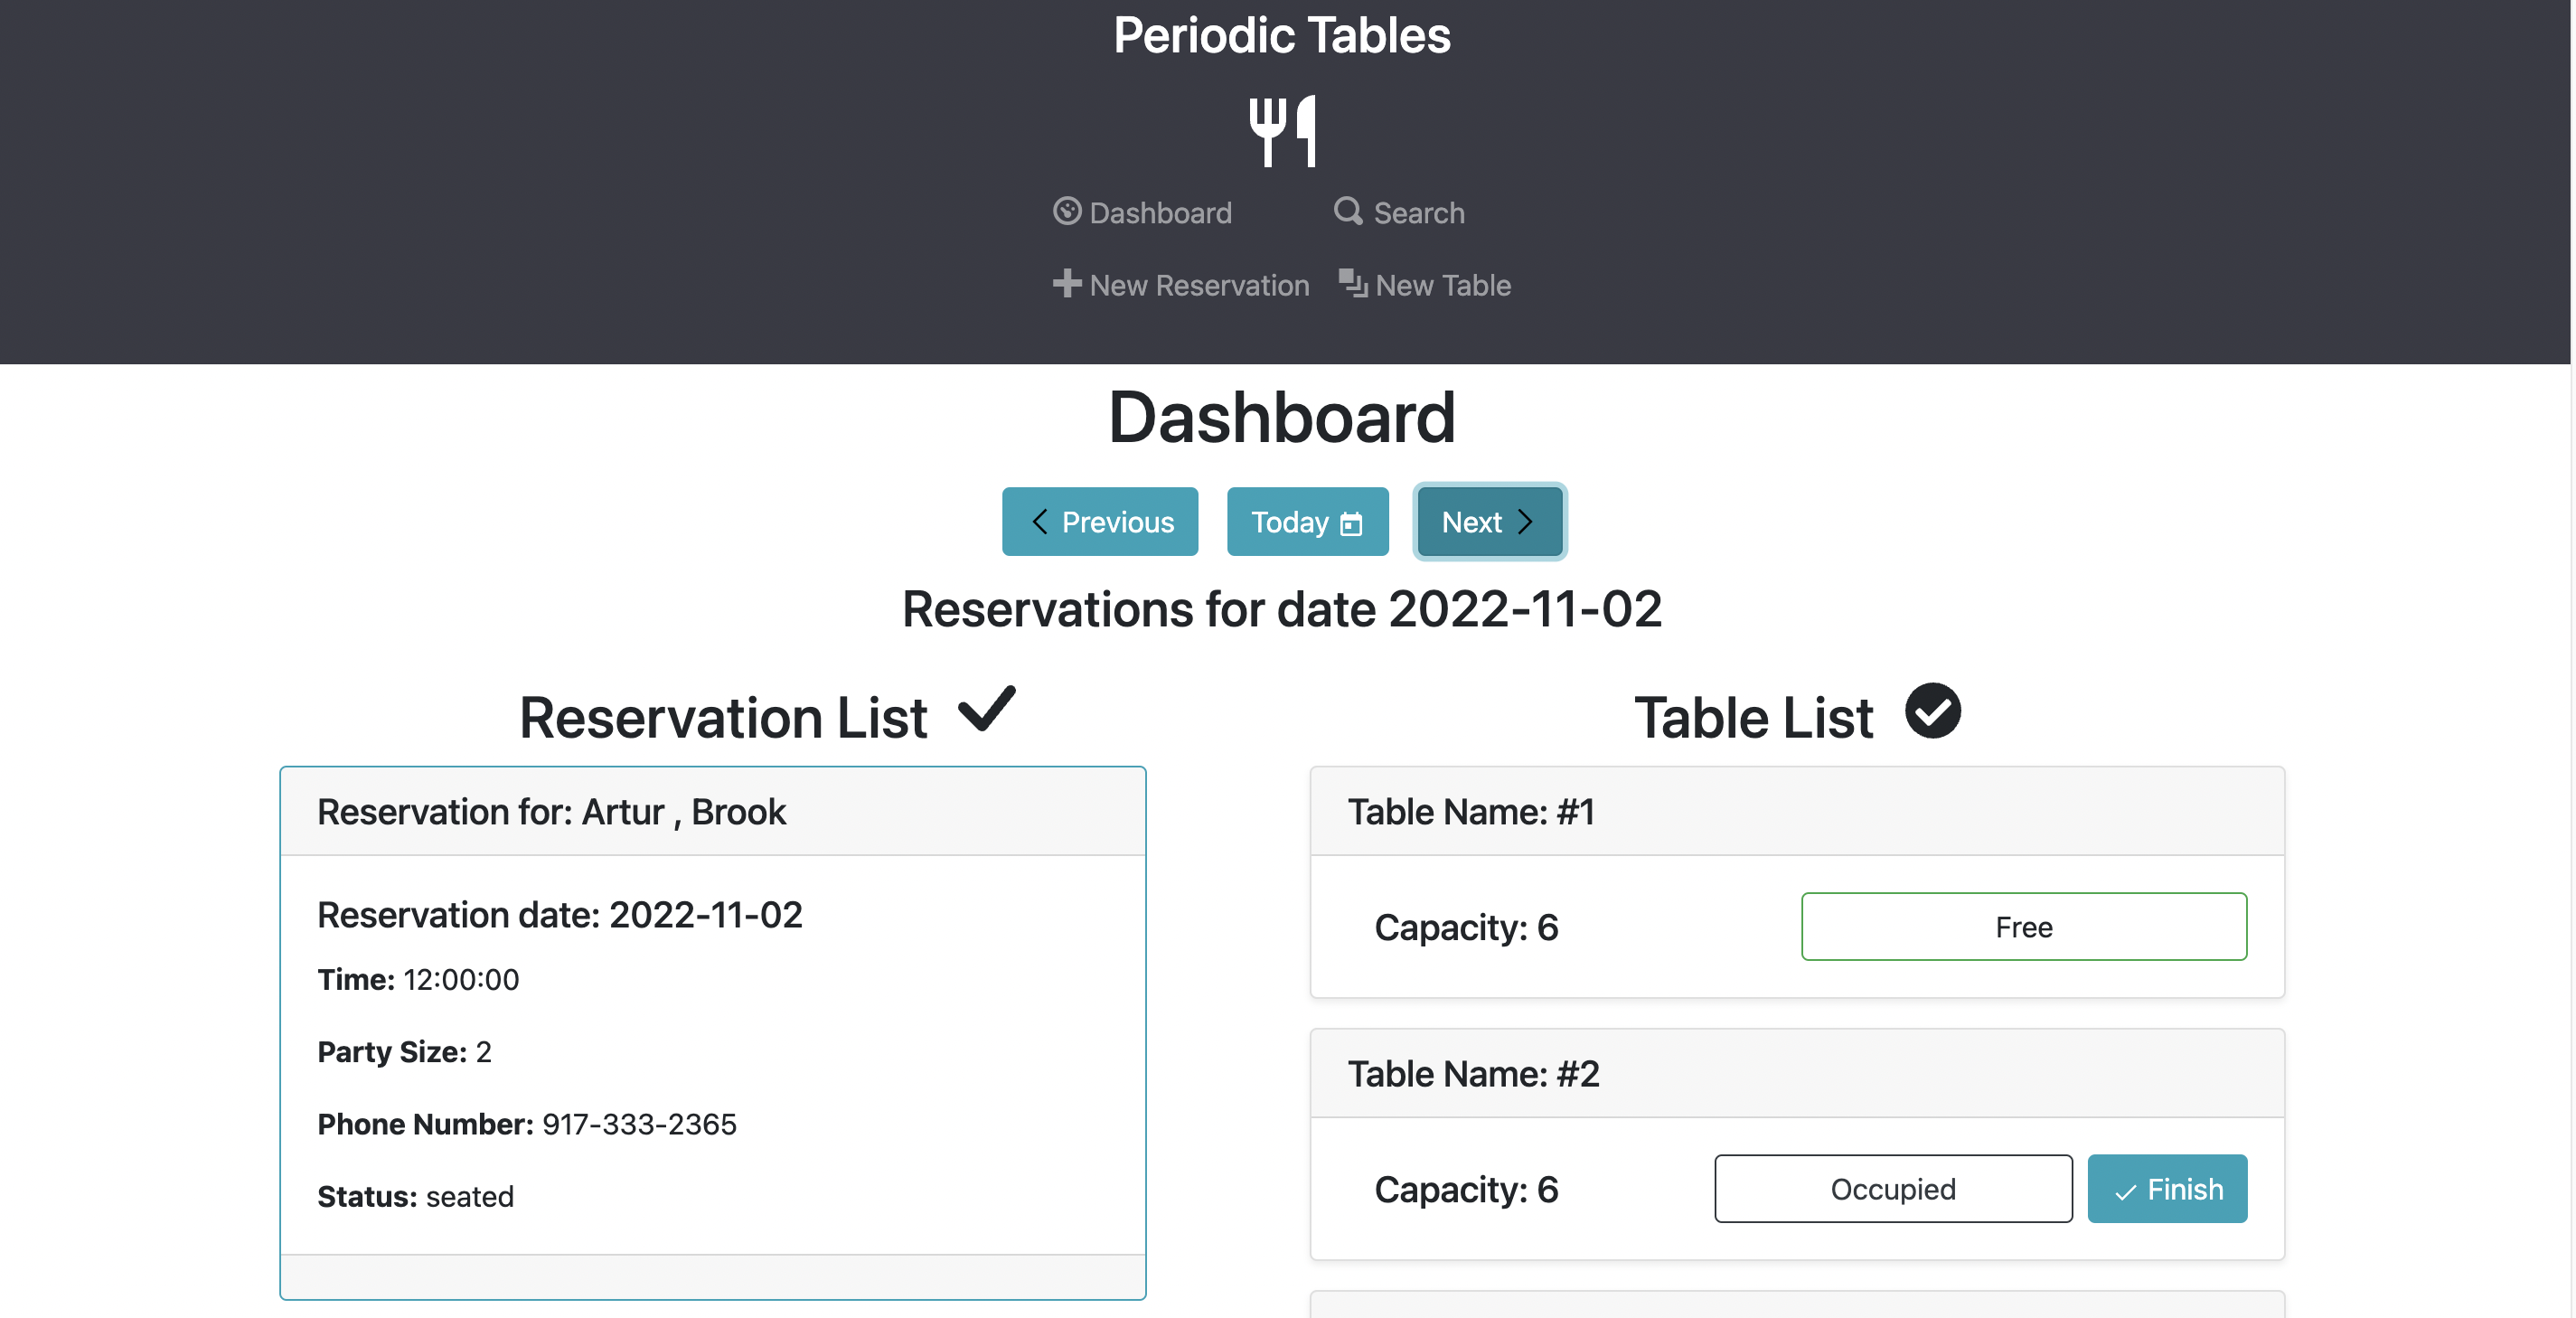 Periodic Tables
Dashboard
Search
New Reservation
New Table
Dashboard
Previous
Today
Next
Reservations for date 2022-11-02
Reservation List
Reservation for: Artur , Brook
Reservation date: 2022-11-02
Time: 12:00:00
Party Size: 2
Phone Number: 917-333-2365
Status: seated
Table List
Table Name: #1
Capacity: 6
Free
Table Name: #2
Capacity: 6
Occupied
Finish